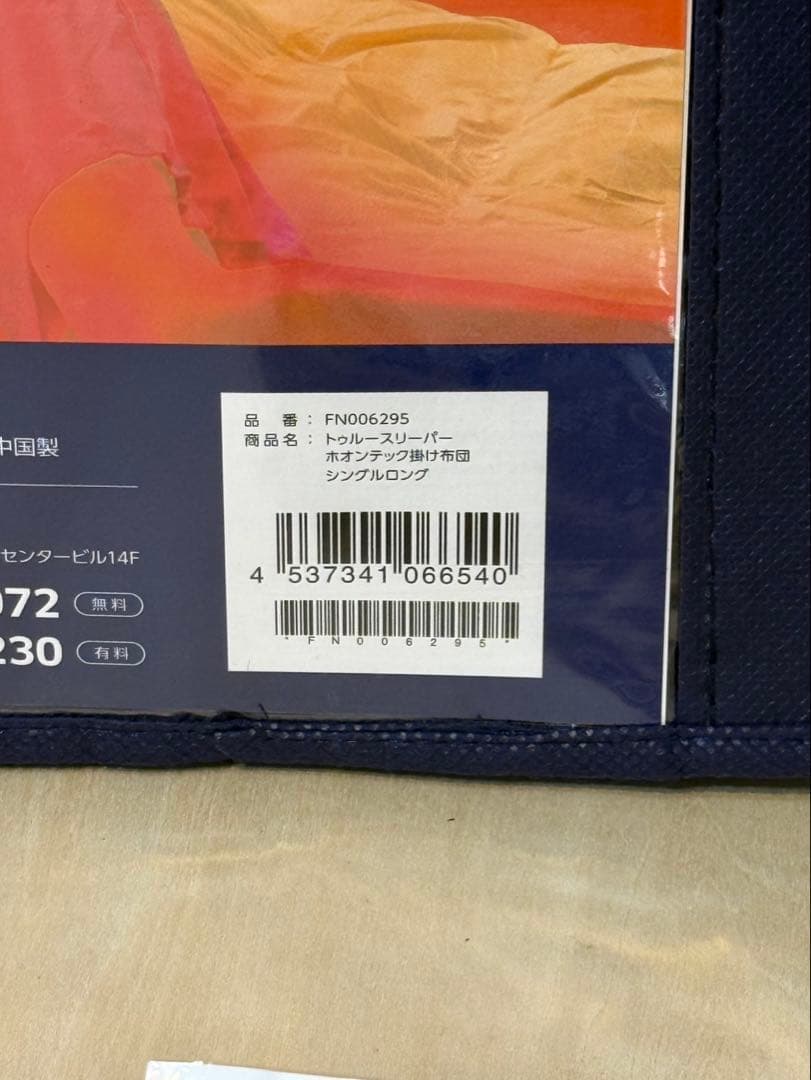 中国製
センタービル14F
072 無料
230 有料
品 番： FN006295
商品名： トゥルースリーパー
ホオンテック掛け布団
シングルロング
4 537341 066540
*FN006295*